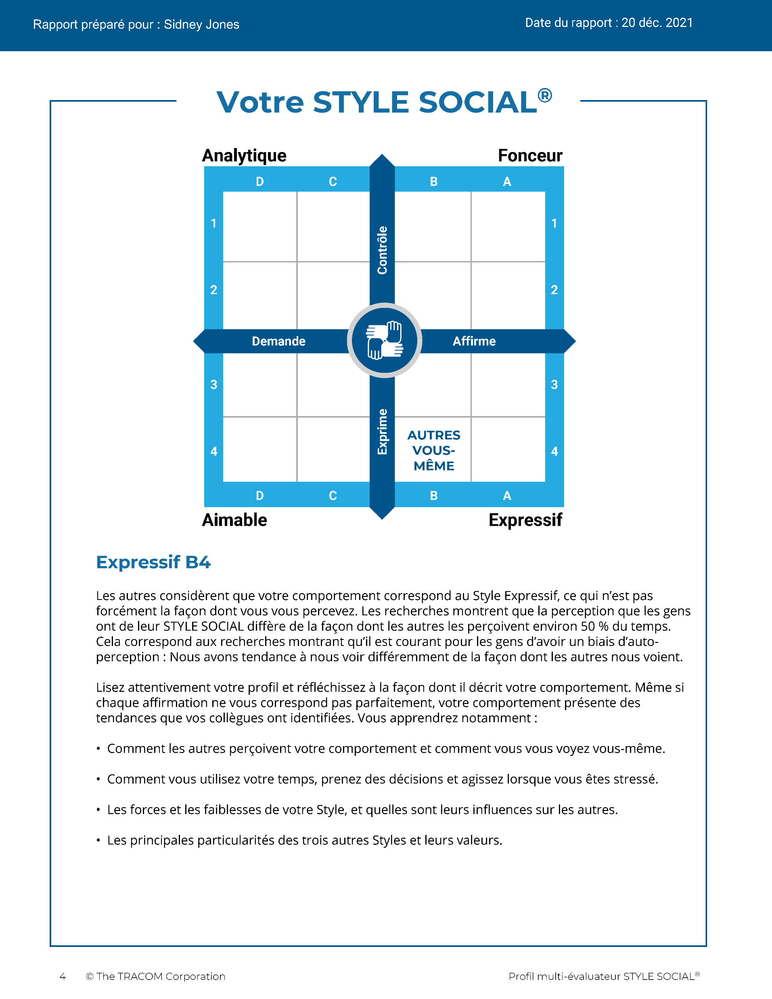 Rapport préparé pour : Sidney Jones
Date du rapport : 20 déc. 2021
Votre STYLE SOCIAL®
Analytique
Fonceur
D C B A
1 1
Contrôle
2 2
Demande
Affirme
3 3
Exprime
AUTRES
VOUS-
MÊME
4 4
D C B A
Aimable
Expressif
Expressif B4
Les autres considèrent que votre comportement correspond au Style Expressif, ce qui n’est pas
forcément la façon dont vous vous percevez. Les recherches montrent que la perception que les gens
ont de leur STYLE SOCIAL diffère de la façon dont les autres les perçoivent environ 50 % du temps.
Cela correspond aux recherches montrant qu’il est courant pour les gens d’avoir un biais d’auto-
perception : Nous avons tendance à nous voir différemment de la façon dont les autres nous voient.
Lisez attentivement votre profil et réfléchissez à la façon dont il décrit votre comportement. Même si
chaque affirmation ne vous correspond pas parfaitement, votre comportement présente des
tendances que vos collègues ont identifiées. Vous apprendrez notamment :
• Comment les autres perçoivent votre comportement et comment vous vous voyez vous-même.
• Comment vous utilisez votre temps, prenez des décisions et agissez lorsque vous êtes stressé.
• Les forces et les faiblesses de votre Style, et quelles sont leurs influences sur les autres.
• Les principales particularités des trois autres Styles et leurs valeurs.
4 © The TRACOM Corporation
Profil multi-évaluateur STYLE SOCIAL®